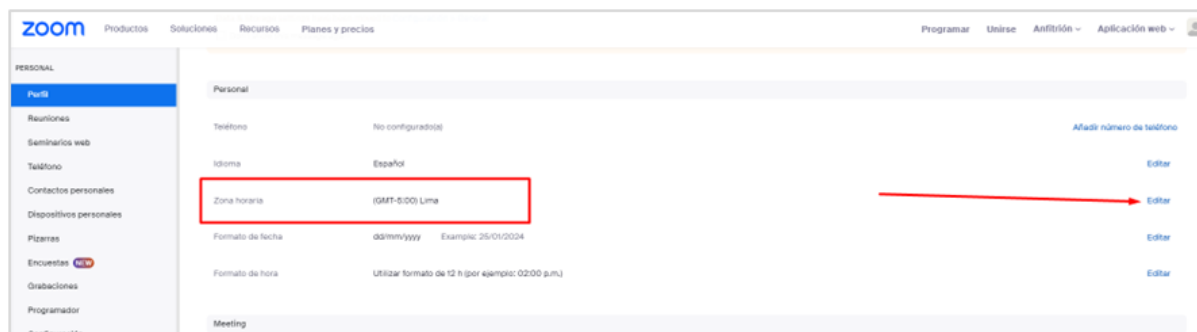 zoom Productos Soluciones Recursos Planes y precios Programar Unirse Anfitrión Aplicación web
PERSONAL
Perfil
Reuniones
Seminarios web
Teléfono
Contactos personales
Dispositivos personales
Pizarras
Encuestas NEW
Grabaciones
Programador
Personal
Teléfono No configurado(a) Añadir número de teléfono
Idioma Español Editar
Zona horaria (GMT-5:00) Lima Editar
Formato de fecha dd/mm/yyyy Example: 25/01/2024 Editar
Formato de hora Utilizar formato de 12 h (por ejemplo: 02:00 p.m.) Editar
Meeting